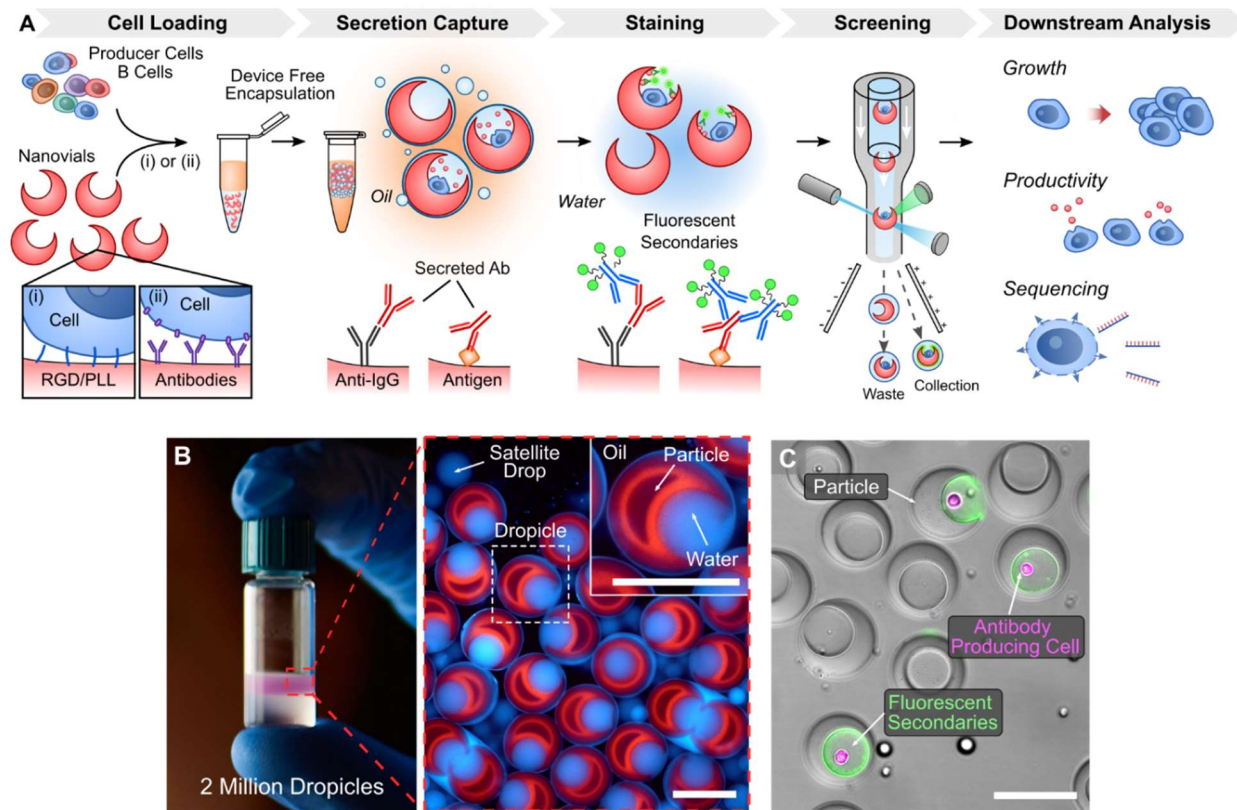 A
Cell Loading
Secretion Capture
Staining
Screening
Downstream Analysis
Producer Cells
B Cells
Nanovials
(i) or (ii)
Device Free
Encapsulation
Oil
Water
Fluorescent
Secondaries
Secreted Ab
(i)
Cell
RGD/PLL
(ii)
Cell
Antibodies
Anti-IgG
Antigen
Waste
Collection
Growth
Productivity
Sequencing
B
2 Million Dropicles
Satellite
Drop
Dropicle
Oil
Particle
Water
C
Particle
Antibody
Producing Cell
Fluorescent
Secondaries